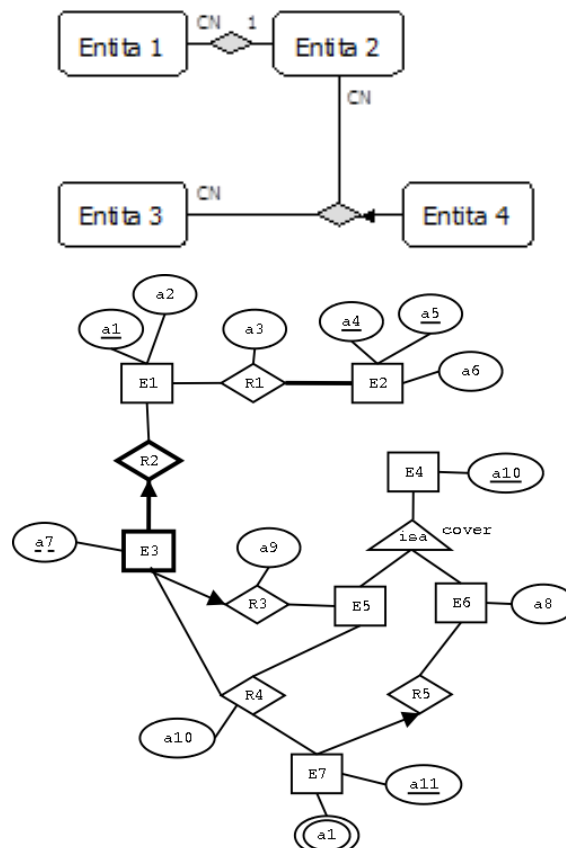 CN 1
Entita 1 Entita 2
CN
CN
Entita 3 Entita 4
a2
a1 a3 a4 a5
E1 R1 E2 a6
R2 E4 a10
isa cover
a7 E3 a9
R3 E5 E6 a8
R4 R5
a10
E7 a11
a1